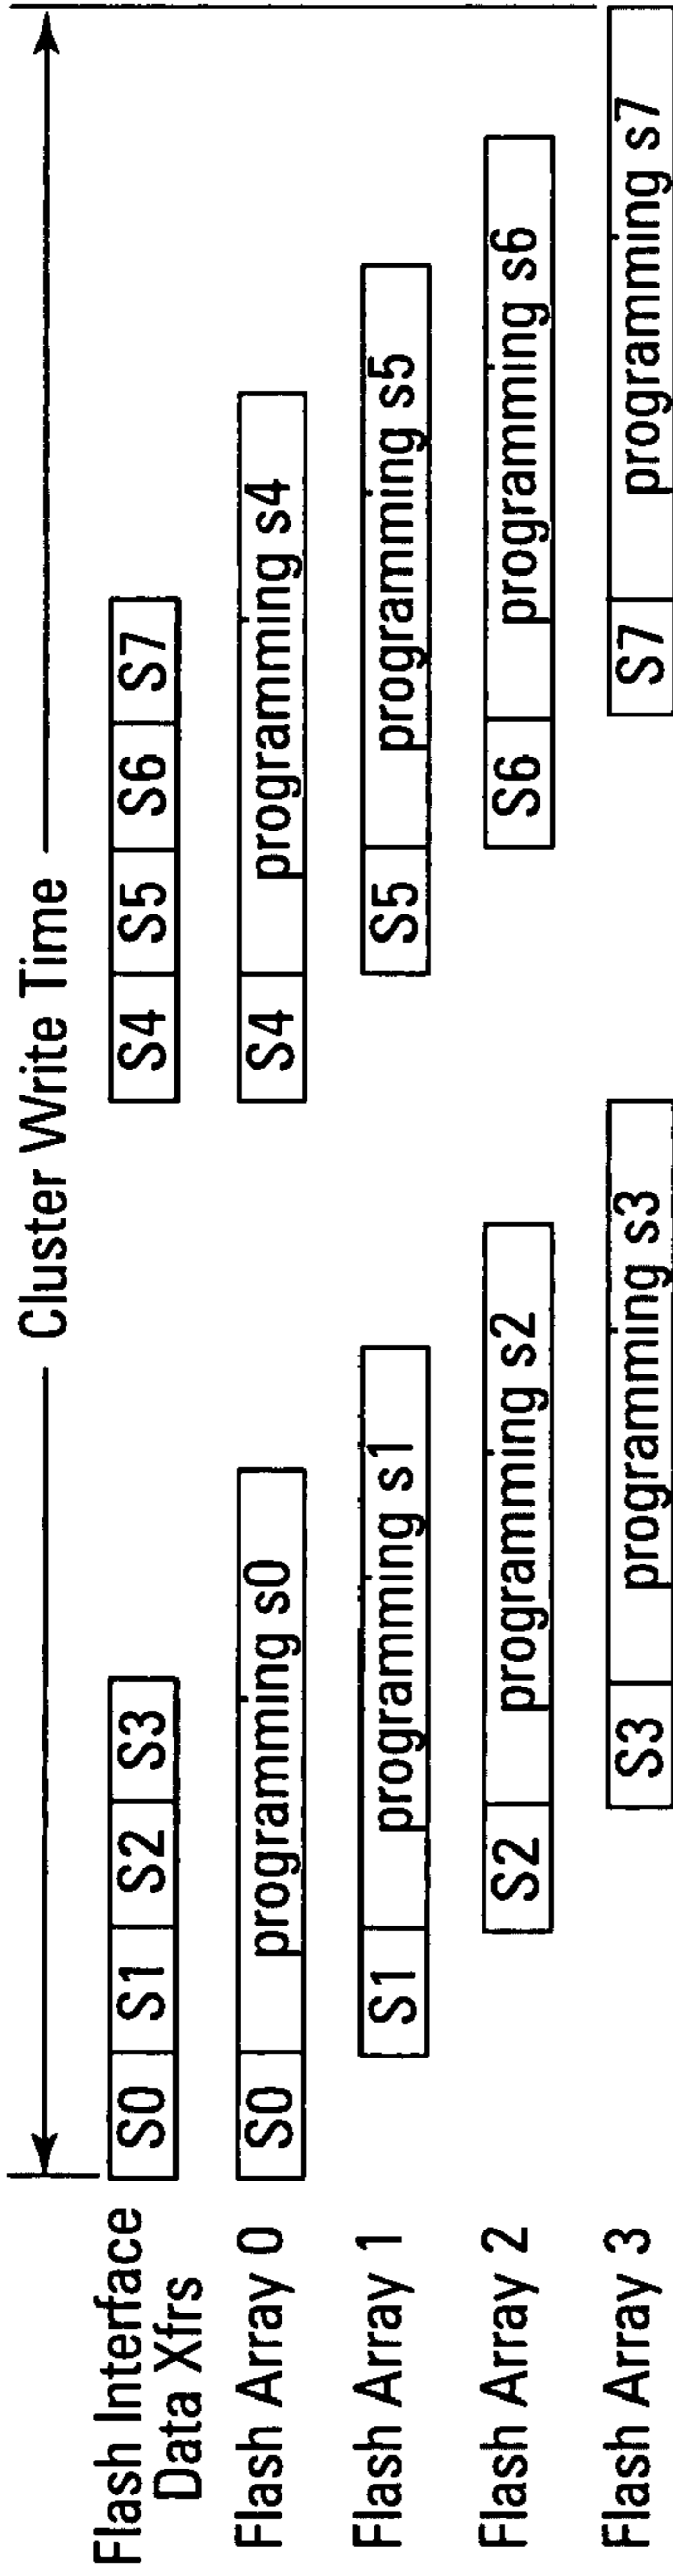 Cluster Write Time
Flash Interface
Data Xfrs
S0 S1 S2 S3 S4 S5 S6 S7
Flash Array 0
S0 programming s0 S4 programming s4
Flash Array 1
S1 programming s1 S5 programming s5
Flash Array 2
S2 programming s2 S6 programming s6
Flash Array 3
S3 programming s3 S7 programming s7